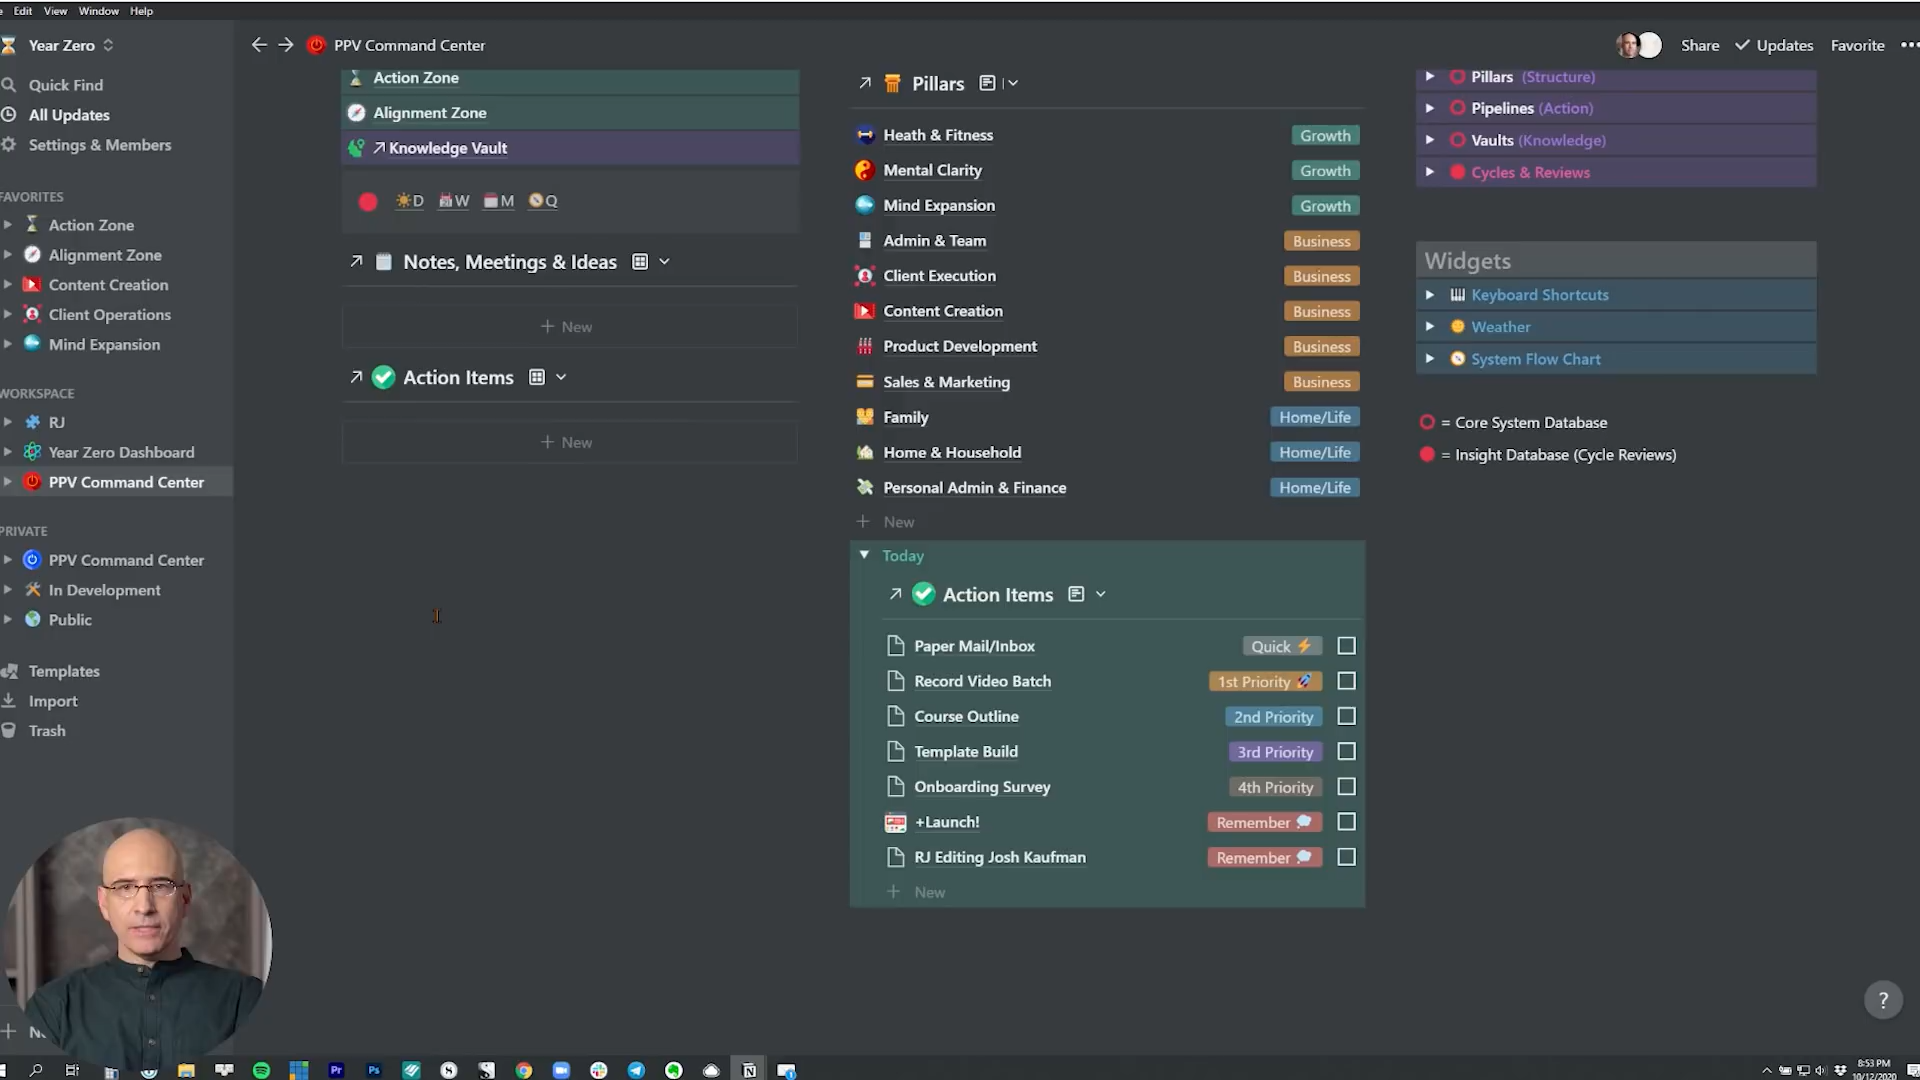 Edit View Window Help
Year Zero
Quick Find
All Updates
Settings & Members
FAVORITES
Action Zone
Alignment Zone
Content Creation
Client Operations
Mind Expansion
WORKSPACE
RJ
Year Zero Dashboard
PPV Command Center
PRIVATE
PPV Command Center
In Development
Public
Templates
Import
Trash
PPV Command Center
Share
Updates
Favorite
Action Zone
Alignment Zone
Knowledge Vault
D W M Q
Notes, Meetings & Ideas
+ New
Action Items
+ New
Pillars
Heath & Fitness Growth
Mental Clarity Growth
Mind Expansion Growth
Admin & Team Business
Client Execution Business
Content Creation Business
Product Development Business
Sales & Marketing Business
Family Home/Life
Home & Household Home/Life
Personal Admin & Finance Home/Life
+ New
Today
Action Items
Paper Mail/Inbox Quick ⚡
Record Video Batch 1st Priority 🚀
Course Outline 2nd Priority
Template Build 3rd Priority
Onboarding Survey 4th Priority
+Launch! Remember 💭
RJ Editing Josh Kaufman Remember 💭
+ New
Pillars (Structure)
Pipelines (Action)
Vaults (Knowledge)
Cycles & Reviews
Widgets
Keyboard Shortcuts
Weather
System Flow Chart
= Core System Database
= Insight Database (Cycle Reviews)
?
Pr Ps
8:53 PM
10/12/2020